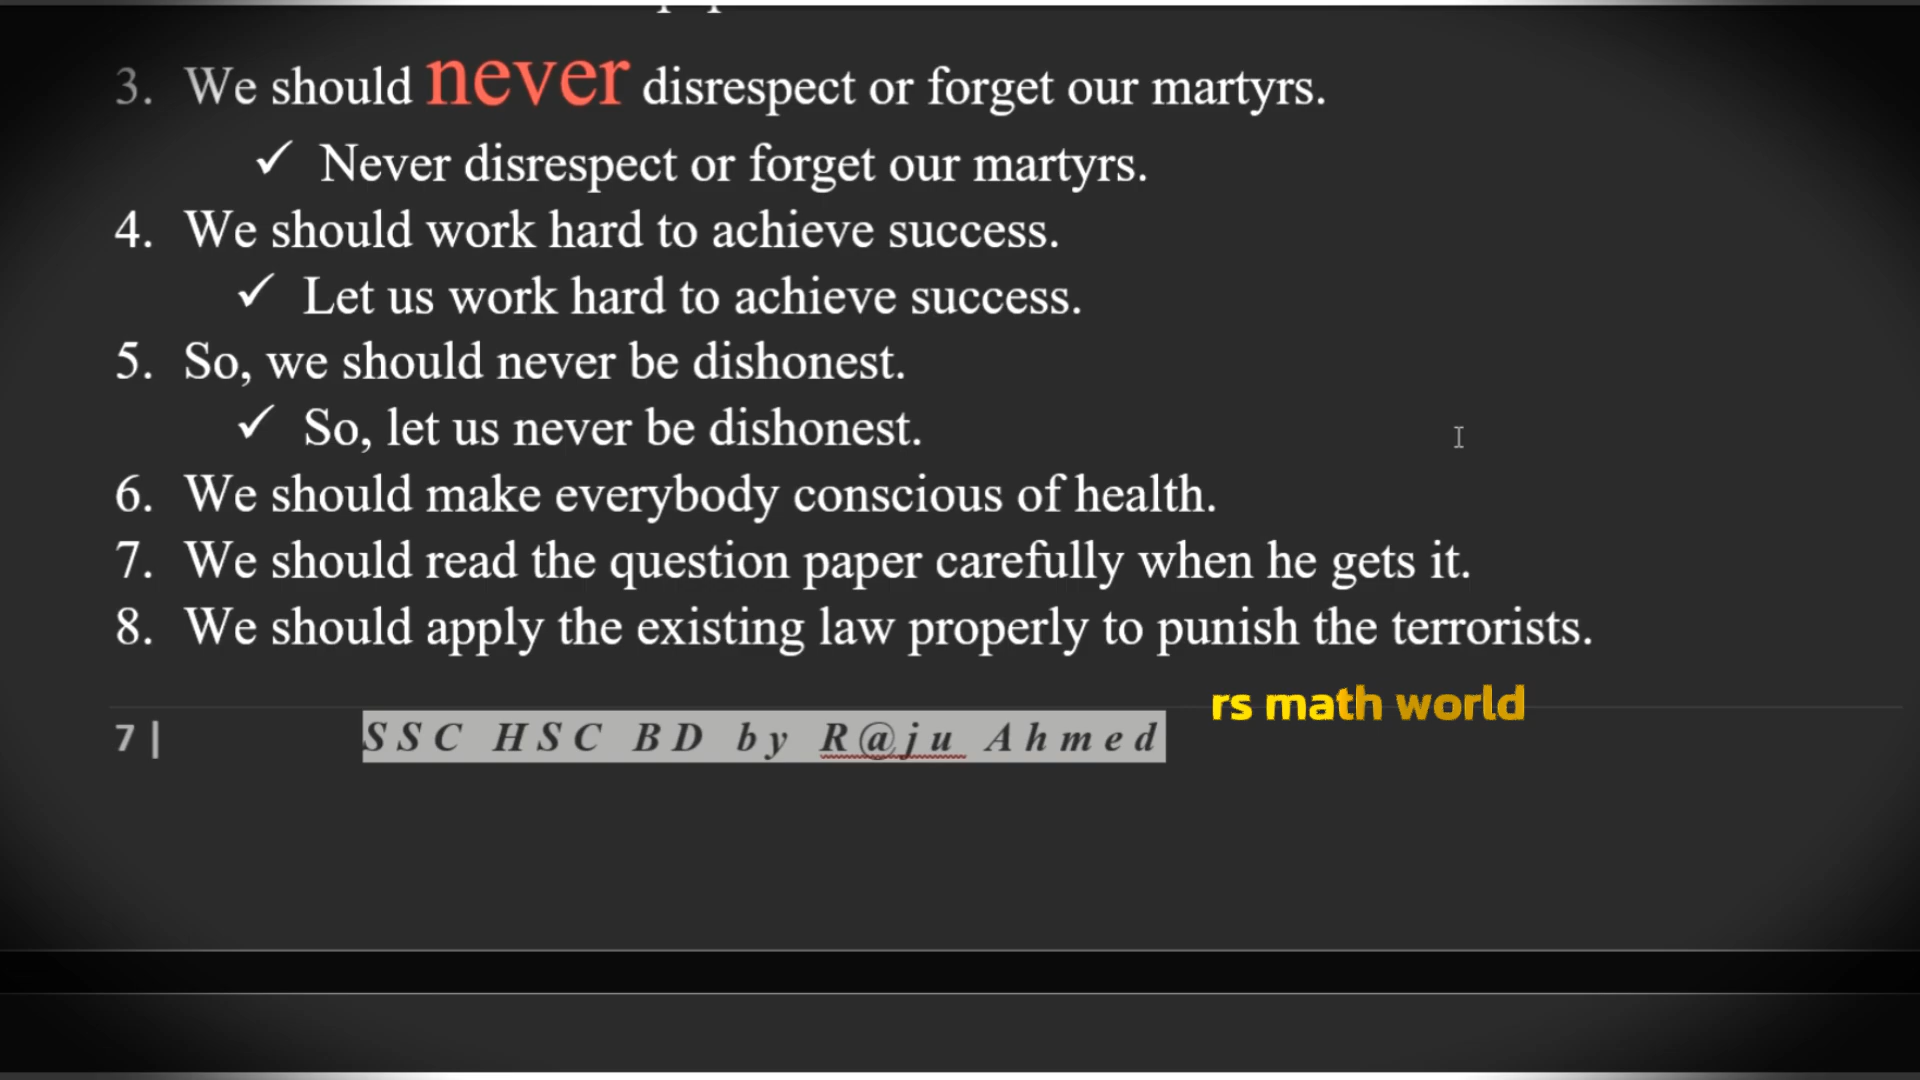 3. We should never disrespect or forget our martyrs.
✓ Never disrespect or forget our martyrs.
4. We should work hard to achieve success.
✓ Let us work hard to achieve success.
5. So, we should never be dishonest.
✓ So, let us never be dishonest.
6. We should make everybody conscious of health.
7. We should read the question paper carefully when he gets it.
8. We should apply the existing law properly to punish the terrorists.
rs math world
7 | SSC HSC BD by R@ju Ahmed